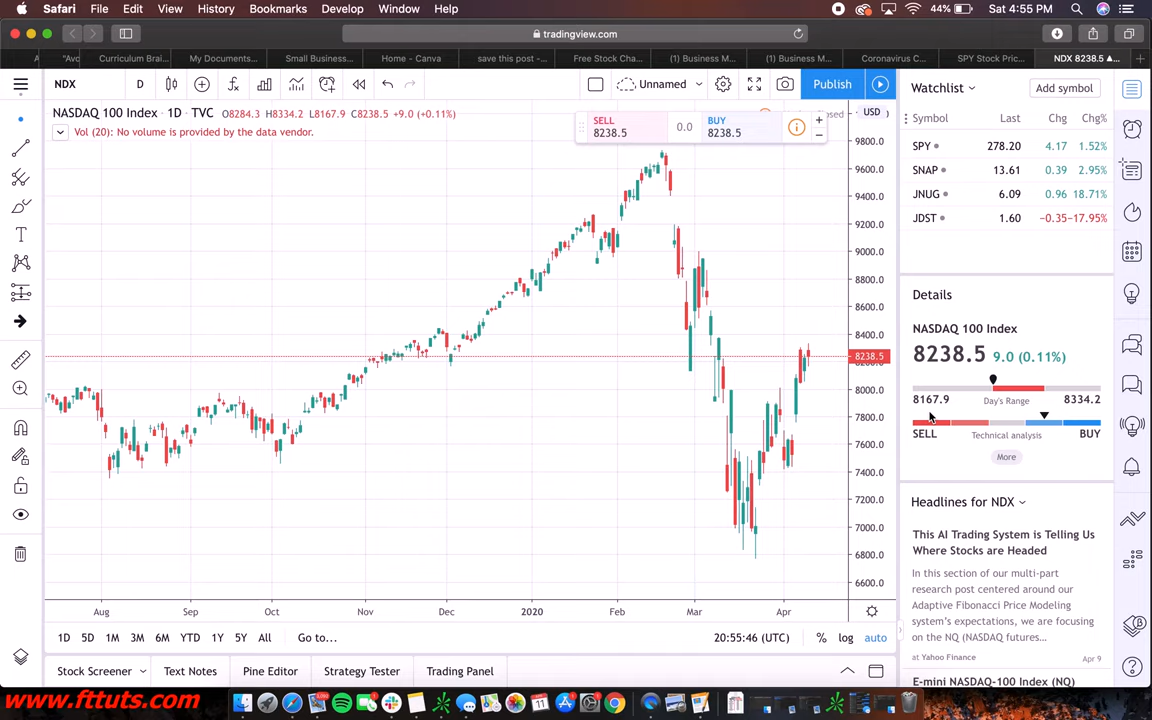 Safari File Edit View History Bookmarks Develop Window Help 44% Sat 4:55 PM
tradingview.com
A "Avo Curriculum Brai... My Documents... Small Business... Home - Canva save this post -... Free Stock Cha... (1) Business M... (1) Business M... Coronavirus C... SPY Stock Pric... NDX 8238.5 ▲...
NDX D Unnamed Publish
NASDAQ 100 Index · 1D · TVC O8284.3 H8334.2 L8167.9 C8238.5 +9.0 (+0.11%)
Vol (20): No volume is provided by the data vendor.
SELL
8238.5
0.0
BUY
8238.5
USD
9800.0
9600.0
9400.0
9200.0
9000.0
8800.0
8600.0
8400.0
8238.5
8000.0
7800.0
7600.0
7400.0
7200.0
7000.0
6800.0
6600.0
Aug Sep Oct Nov Dec 2020 Feb Mar Apr
1D 5D 1M 3M 6M YTD 1Y 5Y All Go to... 20:55:46 (UTC) % log auto
Stock Screener Text Notes Pine Editor Strategy Tester Trading Panel
Watchlist Add symbol
Symbol Last Chg Chg%
SPY 278.20 4.17 1.52%
SNAP 13.61 0.39 2.95%
JNUG 6.09 0.96 18.71%
JDST 1.60 −0.35 −17.95%
Details
NASDAQ 100 Index
8238.5 9.0 (0.11%)
8167.9 Day's Range 8334.2
SELL Technical analysis BUY
More
Headlines for NDX
This AI Trading System is Telling Us
Where Stocks are Headed
In this section of our multi-part
research post centered around our
Adaptive Fibonacci Price Modeling
system's expectations, we are focusing
on the NQ (NASDAQ futures...
at Yahoo Finance Apr 9
E-mini NASDAQ-100 Index (NQ)
www.fttuts.com